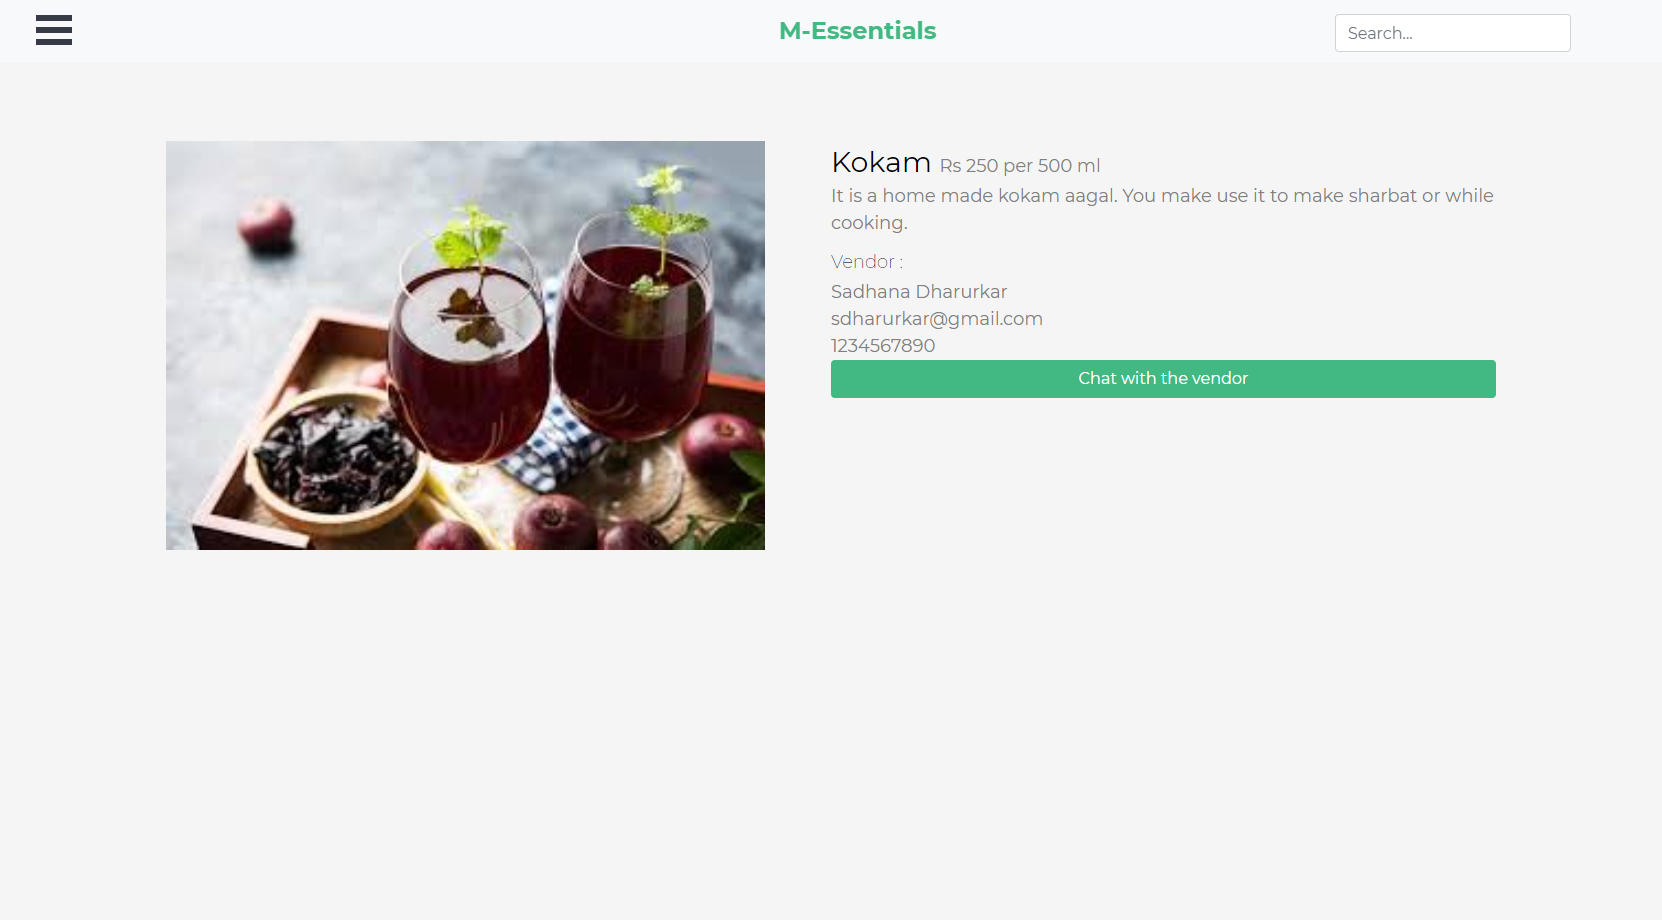 M-Essentials
Search...
Kokam Rs 250 per 500 ml
It is a home made kokam aagal. You make use it to make sharbat or while
cooking.
Vendor :
Sadhana Dharurkar
sdharurkar@gmail.com
1234567890
Chat with the vendor